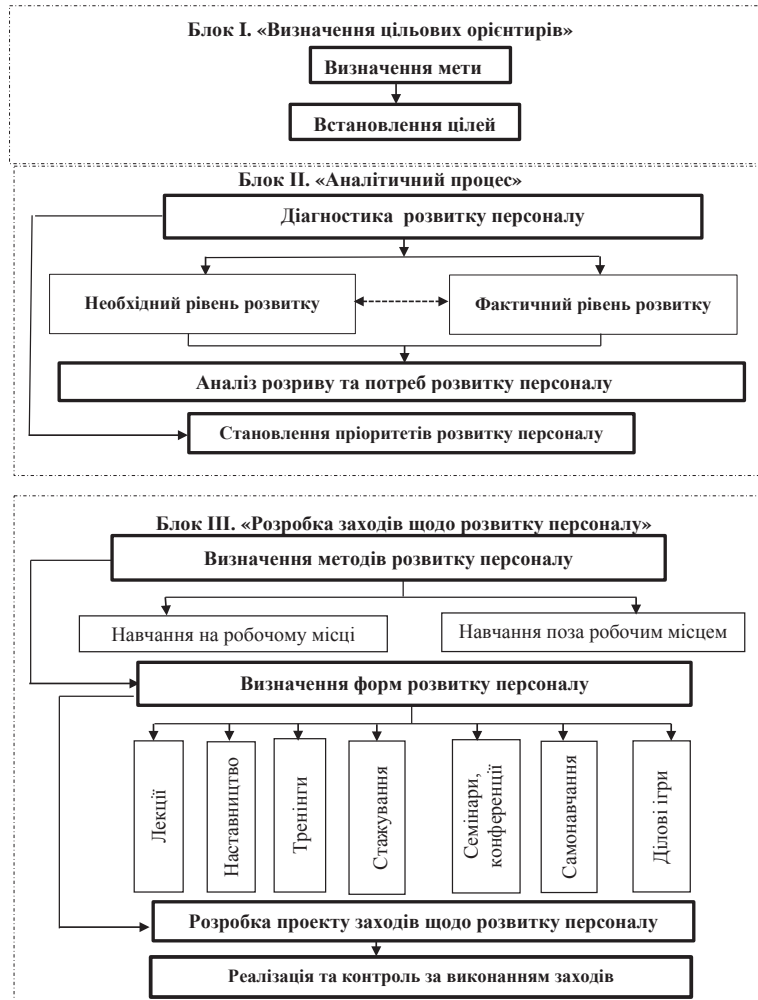 Блок І. «Визначення цільових орієнтирів»
Визначення мети
Встановлення цілей
Блок ІІ. «Аналітичний процес»
Діагностика розвитку персоналу
Необхідний рівень розвитку
Фактичний рівень розвитку
Аналіз розриву та потреб розвитку персоналу
Становлення пріоритетів розвитку персоналу
Блок ІІІ. «Розробка заходів щодо розвитку персоналу»
Визначення методів розвитку персоналу
Навчання на робочому місці
Навчання поза робочим місцем
Визначення форм розвитку персоналу
Лекції
Наставництво
Тренінги
Стажування
Семінари,
конференції
Самонавчання
Ділові ігри
Розробка проекту заходів щодо розвитку персоналу
Реалізація та контроль за виконанням заходів